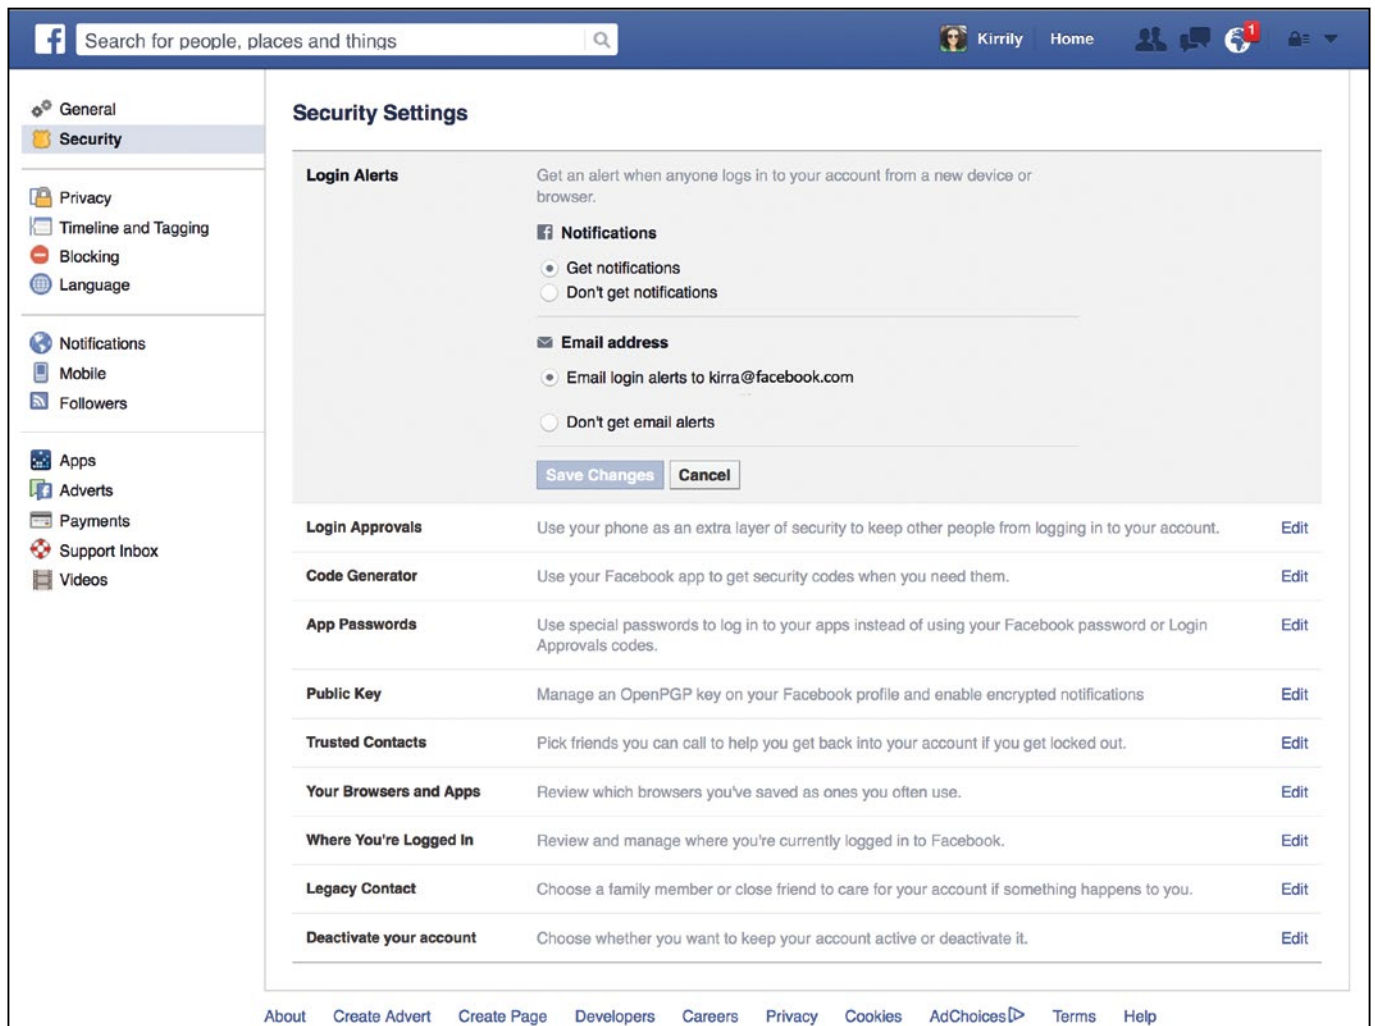 f
Search for people, places and things
Kirrily
Home
1
General
Security
Privacy
Timeline and Tagging
Blocking
Language
Notifications
Mobile
Followers
Apps
Adverts
Payments
Support Inbox
Videos
Security Settings
Login Alerts
Get an alert when anyone logs in to your account from a new device or
browser.
Notifications
Get notifications
Don't get notifications
Email address
Email login alerts to kirra@facebook.com
Don't get email alerts
Save Changes
Cancel
Login Approvals
Use your phone as an extra layer of security to keep other people from logging in to your account.
Edit
Code Generator
Use your Facebook app to get security codes when you need them.
Edit
App Passwords
Use special passwords to log in to your apps instead of using your Facebook password or Login
Approvals codes.
Edit
Public Key
Manage an OpenPGP key on your Facebook profile and enable encrypted notifications
Edit
Trusted Contacts
Pick friends you can call to help you get back into your account if you get locked out.
Edit
Your Browsers and Apps
Review which browsers you've saved as ones you often use.
Edit
Where You're Logged In
Review and manage where you're currently logged in to Facebook.
Edit
Legacy Contact
Choose a family member or close friend to care for your account if something happens to you.
Edit
Deactivate your account
Choose whether you want to keep your account active or deactivate it.
Edit
About Create Advert Create Page Developers Careers Privacy Cookies AdChoices Terms Help